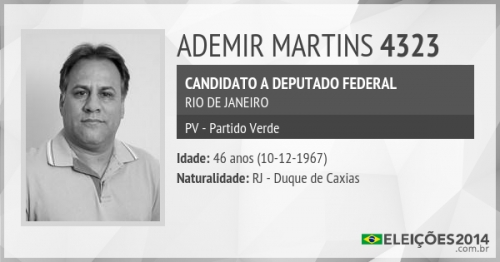 ADEMIR MARTINS 4323
CANDIDATO A DEPUTADO FEDERAL
RIO DE JANEIRO
PV - Partido Verde
Idade: 46 anos (10-12-1967)
Naturalidade: RJ - Duque de Caxias
ELEIÇÕES2014
.com.br